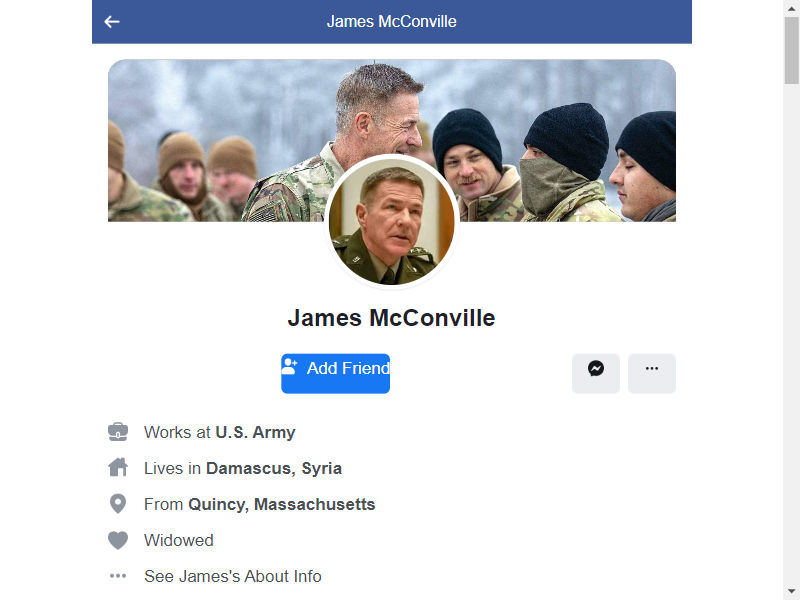 James McConville
James McConville
Add Friend
Works at U.S. Army
Lives in Damascus, Syria
From Quincy, Massachusetts
Widowed
See James's About Info